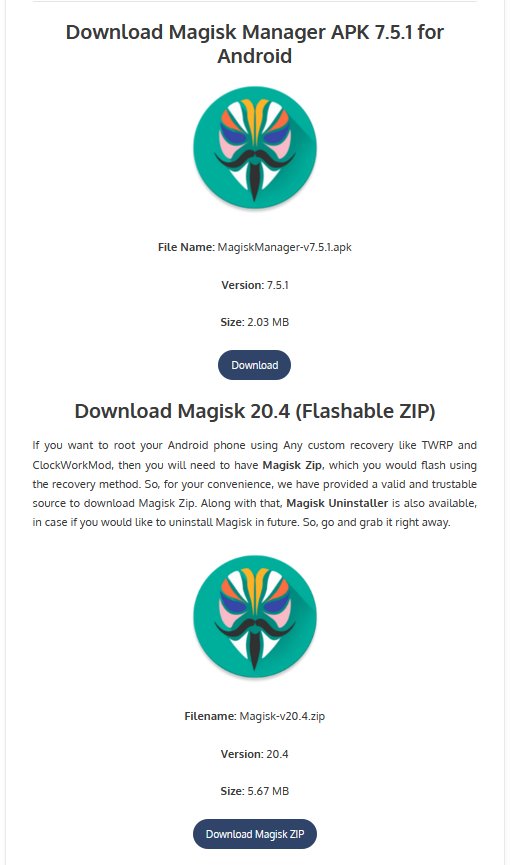 Download Magisk Manager APK 7.5.1 for
Android
File Name: MagiskManager-v7.5.1.apk
Version: 7.5.1
Size: 2.03 MB
Download
Download Magisk 20.4 (Flashable ZIP)
If you want to root your Android phone using Any custom recovery like TWRP and
ClockWorkMod, then you will need to have Magisk Zip, which you would flash using
the recovery method. So, for your convenience, we have provided a valid and trustable
source to download Magisk Zip. Along with that, Magisk Uninstaller is also available,
in case if you would like to uninstall Magisk in future. So, go and grab it right away.
Filename: Magisk-v20.4.zip
Version: 20.4
Size: 5.67 MB
Download Magisk ZIP